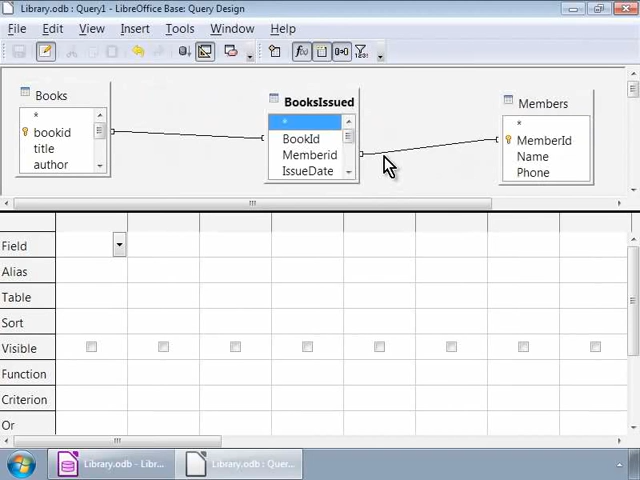 Library.odb : Query1 - LibreOffice Base: Query Design
File Edit View Insert Tools Window Help
Books
*
bookid
title
author
BooksIssued
*
BookId
Memberid
IssueDate
Members
*
MemberId
Name
Phone
Field
Alias
Table
Sort
Visible
Function
Criterion
Or
Library.odb - Libr...
Library.odb : Quer...